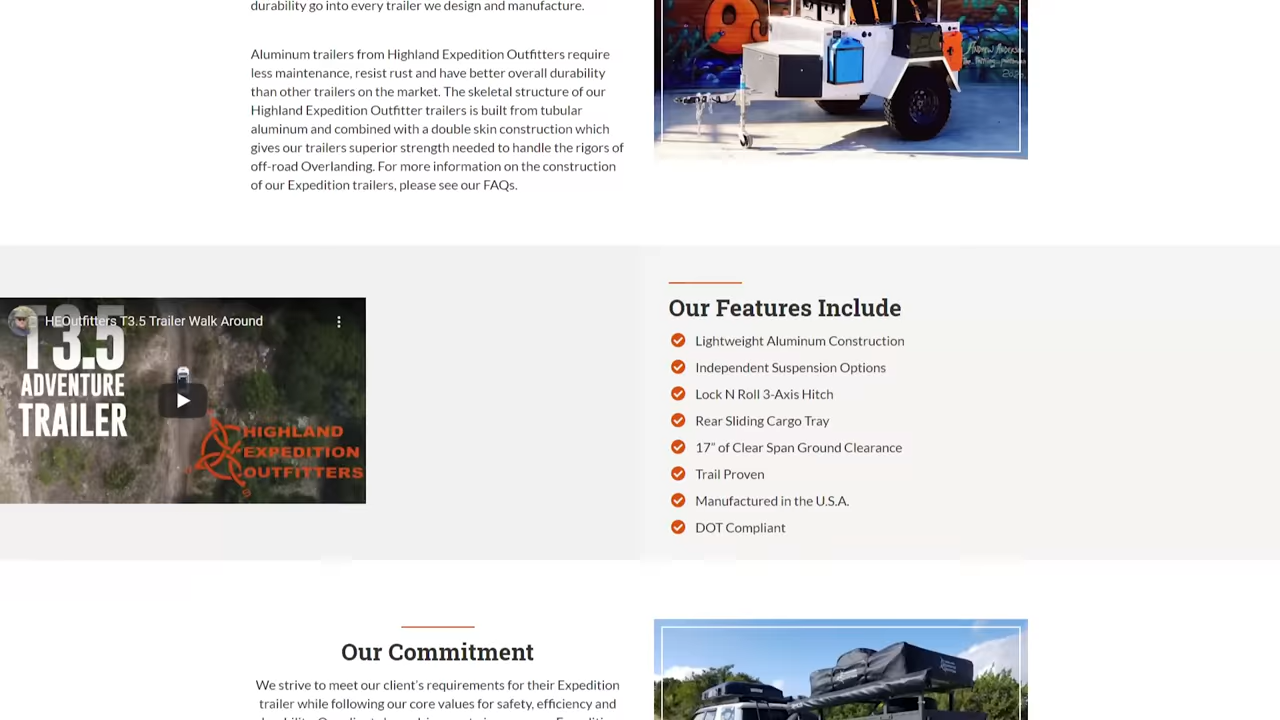 durability go into every trailer we design and manufacture.
Aluminum trailers from Highland Expedition Outfitters require
less maintenance, resist rust and have better overall durability
than other trailers on the market. The skeletal structure of our
Highland Expedition Outfitter trailers is built from tubular
aluminum and combined with a double skin construction which
gives our trailers superior strength needed to handle the rigors of
off-road Overlanding. For more information on the construction
of our Expedition trailers, please see our FAQs.
HEOutfitters T3.5 Trailer Walk Around
T3.5
ADVENTURE
TRAILER
HIGHLAND
EXPEDITION
OUTFITTERS
Our Features Include
Lightweight Aluminum Construction
Independent Suspension Options
Lock N Roll 3-Axis Hitch
Rear Sliding Cargo Tray
17” of Clear Span Ground Clearance
Trail Proven
Manufactured in the U.S.A.
DOT Compliant
Our Commitment
We strive to meet our client’s requirements for their Expedition
trailer while following our core values for safety, efficiency and